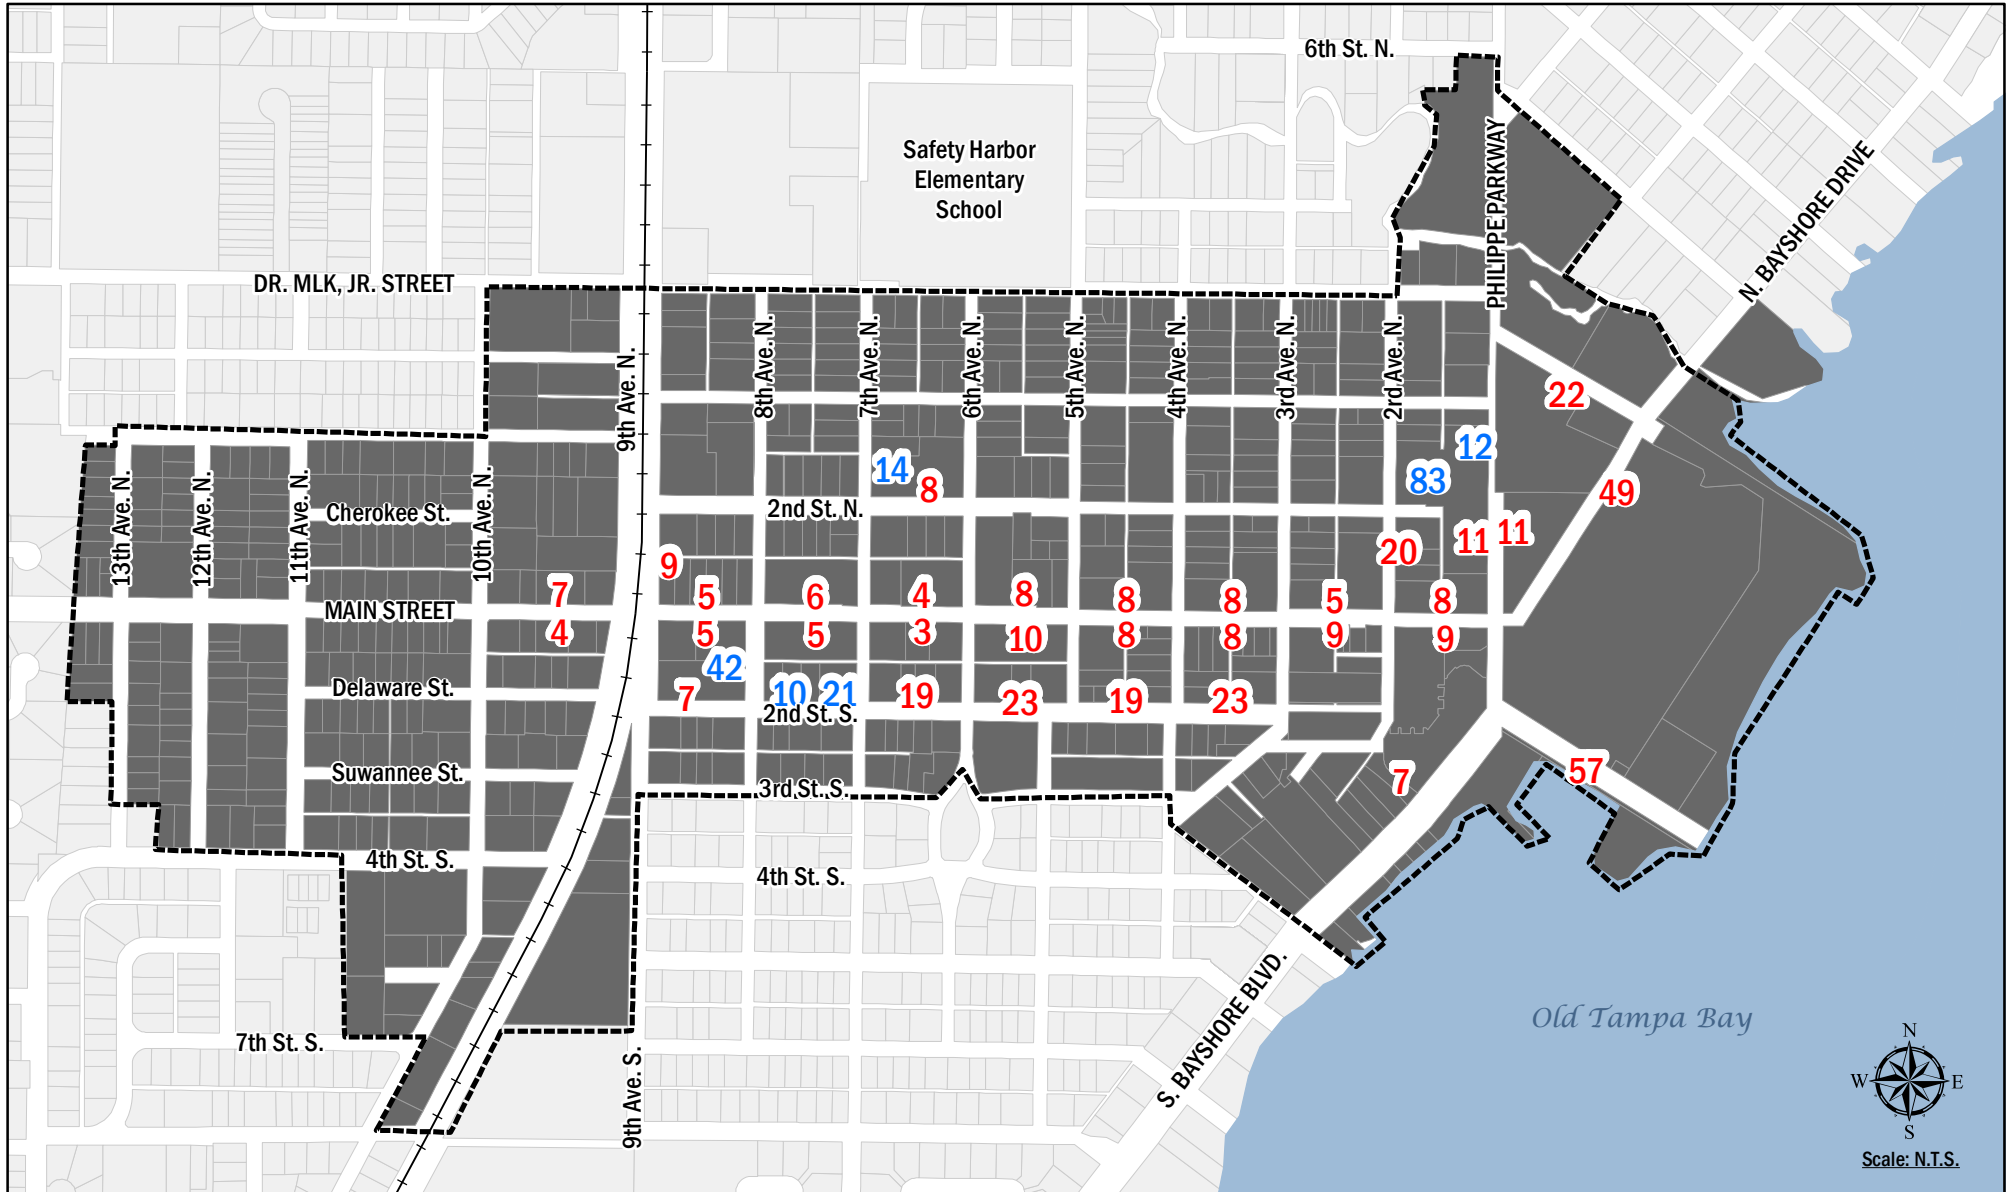 6th St. N.
Safety Harbor
Elementary
School
PHILIPPE PARKWAY
N. BAYSHORE DRIVE
DR. MLK, JR. STREET
9th Ave. N.
8th Ave. N.
7th Ave. N.
6th Ave. N.
5th Ave. N.
4th Ave. N.
3rd Ave. N.
2rd Ave. N.
22
12
14
8
83
49
13th Ave. N.
12th Ave. N.
11th Ave. N.
10th Ave. N.
Cherokee St.
2nd St. N.
20
11
11
9
7
5
6
4
8
8
8
5
8
MAIN STREET
4
5
5
3
10
8
8
9
9
42
Delaware St.
7
10
21
19
23
19
23
2nd St. S.
Suwannee St.
3rd St. S.
7
57
4th St. S.
4th St. S.
S. BAYSHORE BLVD.
Old Tampa Bay
7th St. S.
9th Ave. S.
N
W
E
S
Scale: N.T.S.